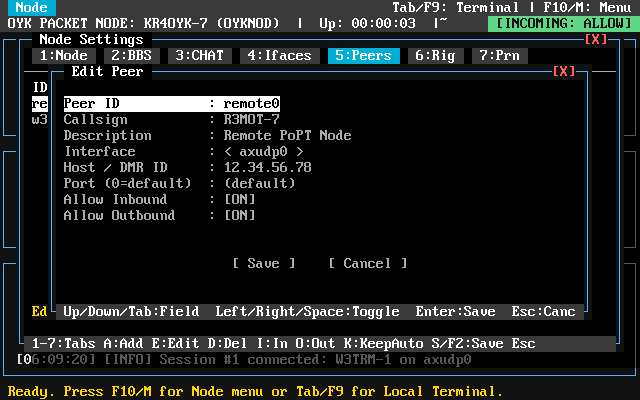 Node Tab/F9: Terminal | F10/M: Menu
OYK PACKET NODE: KR4OYK-7 (OYKNOD) | Up: 00:00:03 |~ [INCOMING: ALLOW]
Node Settings [X]
1:Node 2:BBS 3:CHAT 4:Ifaces 5:Peers 6:Rig 7:Prn
Edit Peer [X]
ID
re Peer ID : remote0
w3 Callsign : R3MOT-7
Description : Remote PoPT Node
Interface : < axudp0 >
Host / DMR ID : 12.34.56.78
Port (0=default) : (default)
Allow Inbound : [ON]
Allow Outbound : [ON]
[ Save ] [ Cancel ]
Ed Up/Down/Tab:Field Left/Right/Space:Toggle Enter:Save Esc:Canc
1-7:Tabs A:Add E:Edit D:Del I:In O:Out K:KeepAuto S/F2:Save Esc
[06:09:20] [INFO] Session #1 connected: W3TRM-1 on axudp0
Ready. Press F10/M for Node menu or Tab/F9 for Local Terminal.